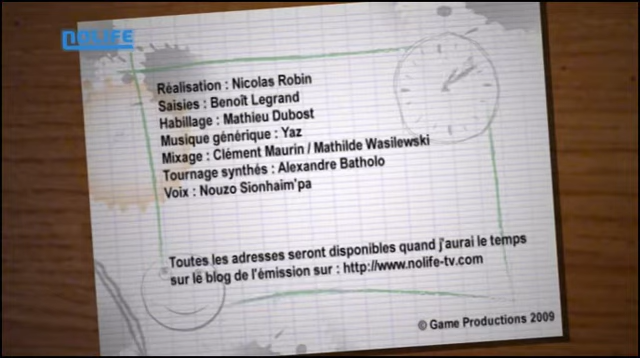 NOLIFE
Réalisation : Nicolas Robin
Saisies : Benoît Legrand
Habillage : Mathieu Dubost
Musique générique : Yaz
Mixage : Clément Maurin / Mathilde Wasilewski
Tournage synthés : Alexandre Batholo
Voix : Nouzo Sionhaim'pa
Toutes les adresses seront disponibles quand j'aurai le temps
sur le blog de l'émission sur : http://www.nolife-tv.com
© Game Productions 2009